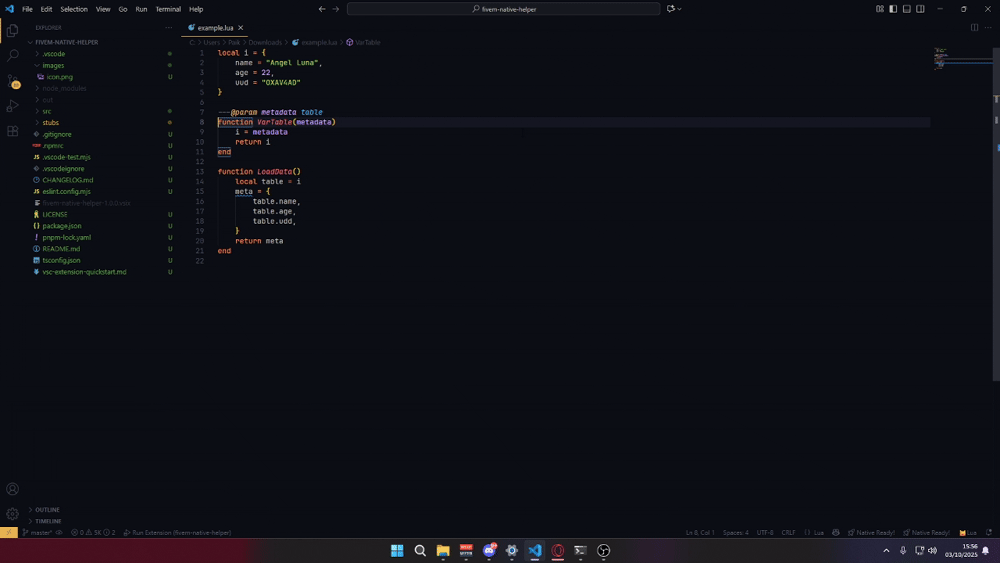 File Edit Selection View Go Run Terminal Help
fivem-native-helper
EXPLORER
FIVEM-NATIVE-HELPER
.vscode
images
icon.png U
node_modules
out
src
stubs
.gitignore U
.npmrc U
.vscode-test.mjs U
.vscodeignore U
CHANGELOG.md U
eslint.config.mjs U
fivem-native-helper-1.0.0.vsix
LICENSE U
package.json U
pnpm-lock.yaml U
README.md U
tsconfig.json U
vsc-extension-quickstart.md U
OUTLINE
TIMELINE
example.lua
C: > Users > Paik > Downloads > example.lua > VarTable
1 local i = {
2 name = "Angel Luna",
3 age = 22,
4 uud = "0XAV4AD"
5 }
6
7 ---@param metadata table
8 function VarTable(metadata)
9 i = metadata
10 return i
11 end
12
13 function LoadData()
14 local table = i
15 meta = {
16 table.name,
17 table.age,
18 table.udd,
19 }
20 return meta
21 end
22
master* 0 5K 2 Run Extension (fivem-native-helper)
Ln 8, Col 1 Spaces: 4 UTF-8 CRLF {} Lua Native Ready! Native Ready! Lua
15:56
03/10/2025